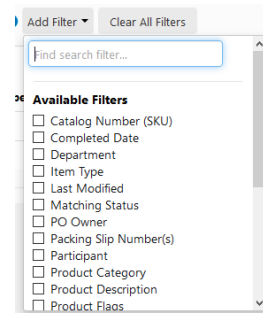 Add Filter Clear All Filters
Find search filter...
Available Filters
Catalog Number (SKU)
Completed Date
Department
Item Type
Last Modified
Matching Status
PO Owner
Packing Slip Number(s)
Participant
Product Category
Product Description
Product Flags